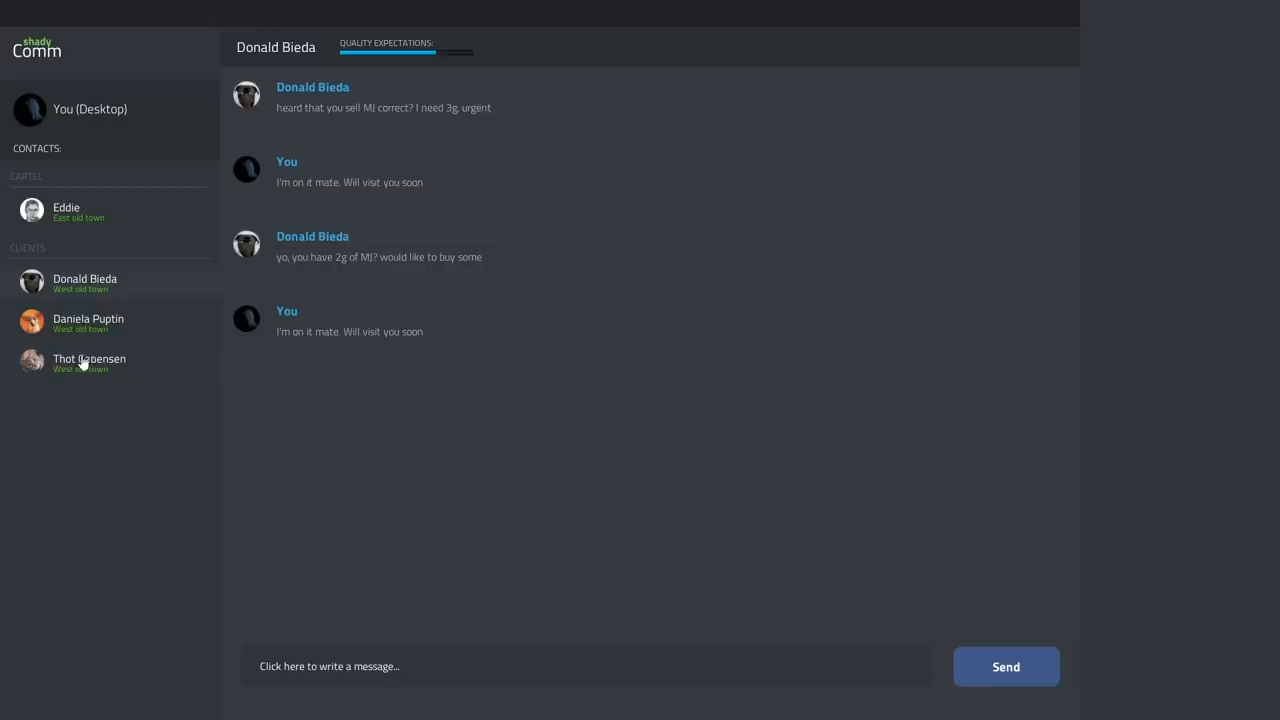 shady
Comm
You (Desktop)
CONTACTS:
CARTEL
Eddie
East old town
CLIENTS
Donald Bieda
West old town
Daniela Puptin
West old town
Thot
West old town
Donald Bieda
QUALITY EXPECTATIONS:
Donald Bieda
heard that you sell MJ correct? I need 3g, urgent
You
I'm on it mate. Will visit you soon
Donald Bieda
yo, you have 2g of MJ? would like to buy some
You
I'm on it mate. Will visit you soon
Click here to write a message...
Send